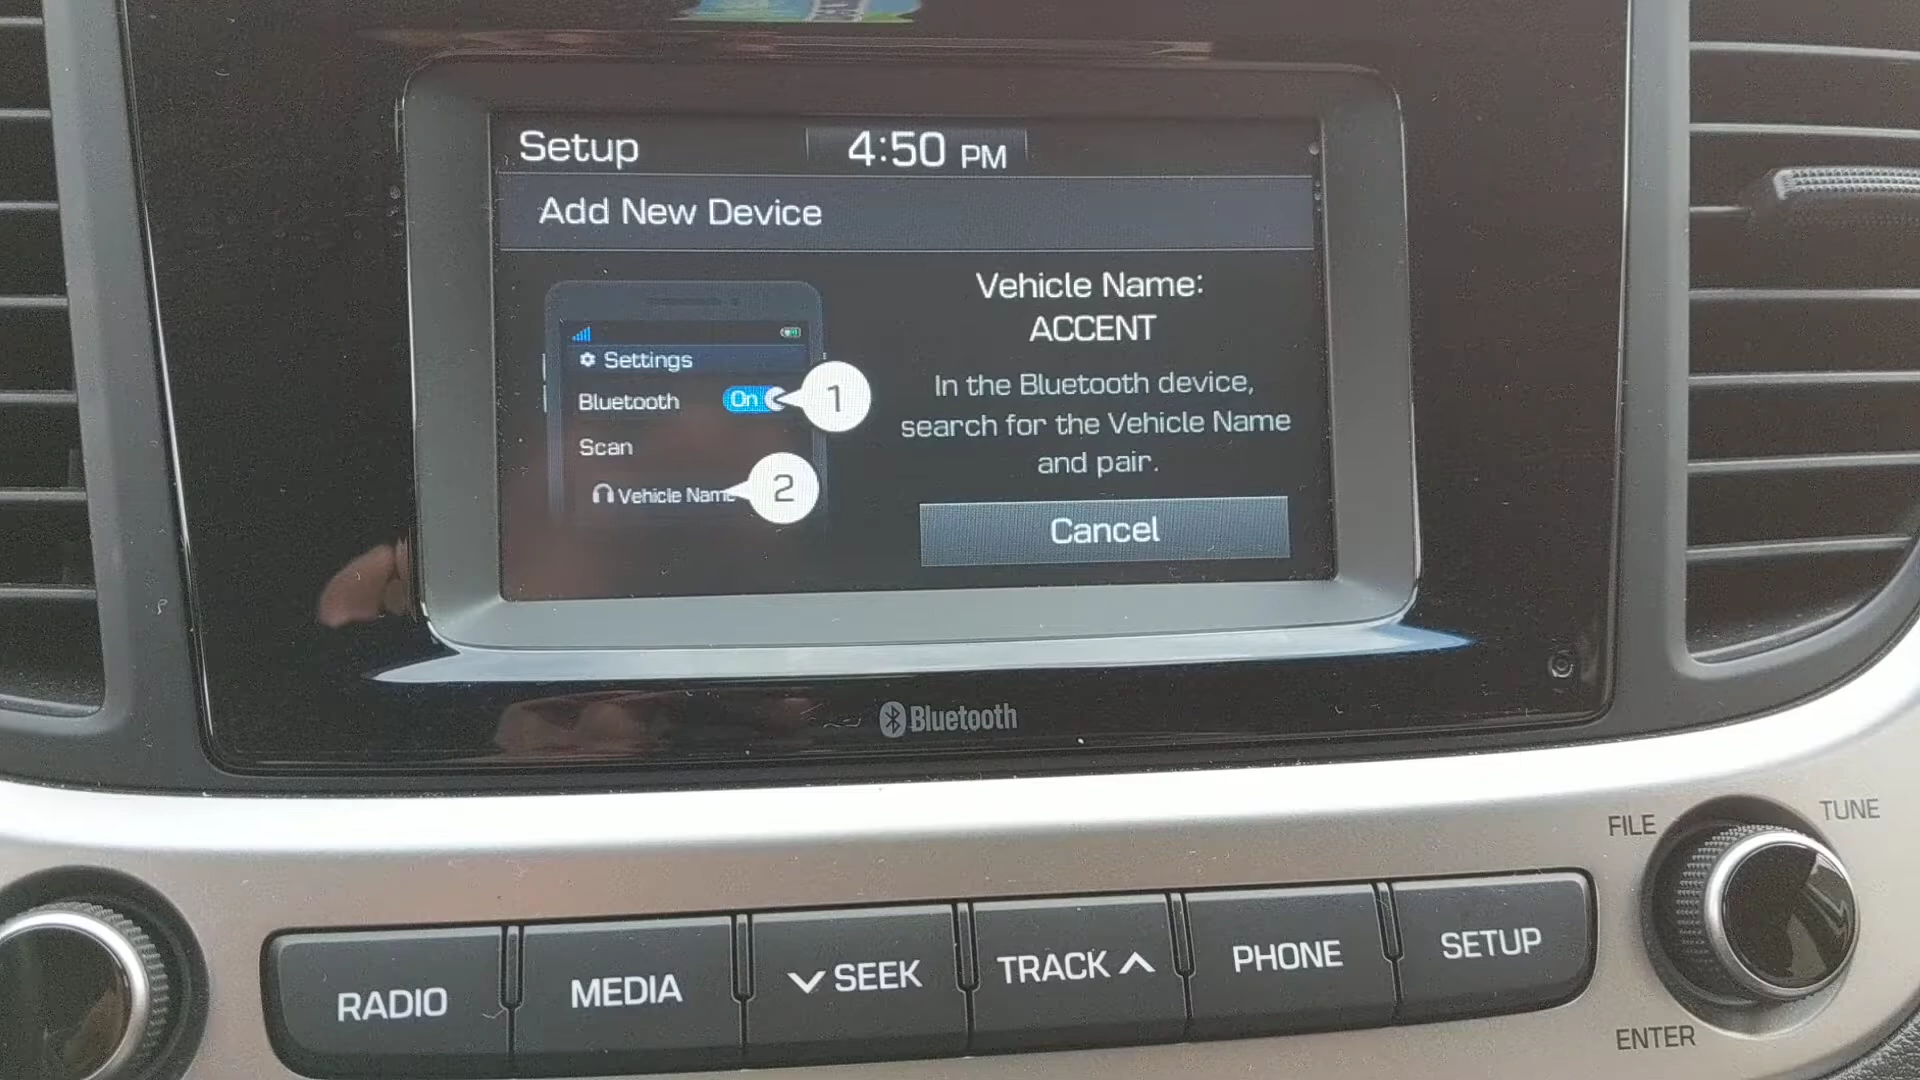 Setup
4:50 PM
Add New Device
Settings
Bluetooth On
1
Scan
Vehicle Name
2
Vehicle Name:
ACCENT
In the Bluetooth device,
search for the Vehicle Name
and pair.
Cancel
Bluetooth
FILE
TUNE
RADIO
MEDIA
SEEK
TRACK
PHONE
SETUP
ENTER